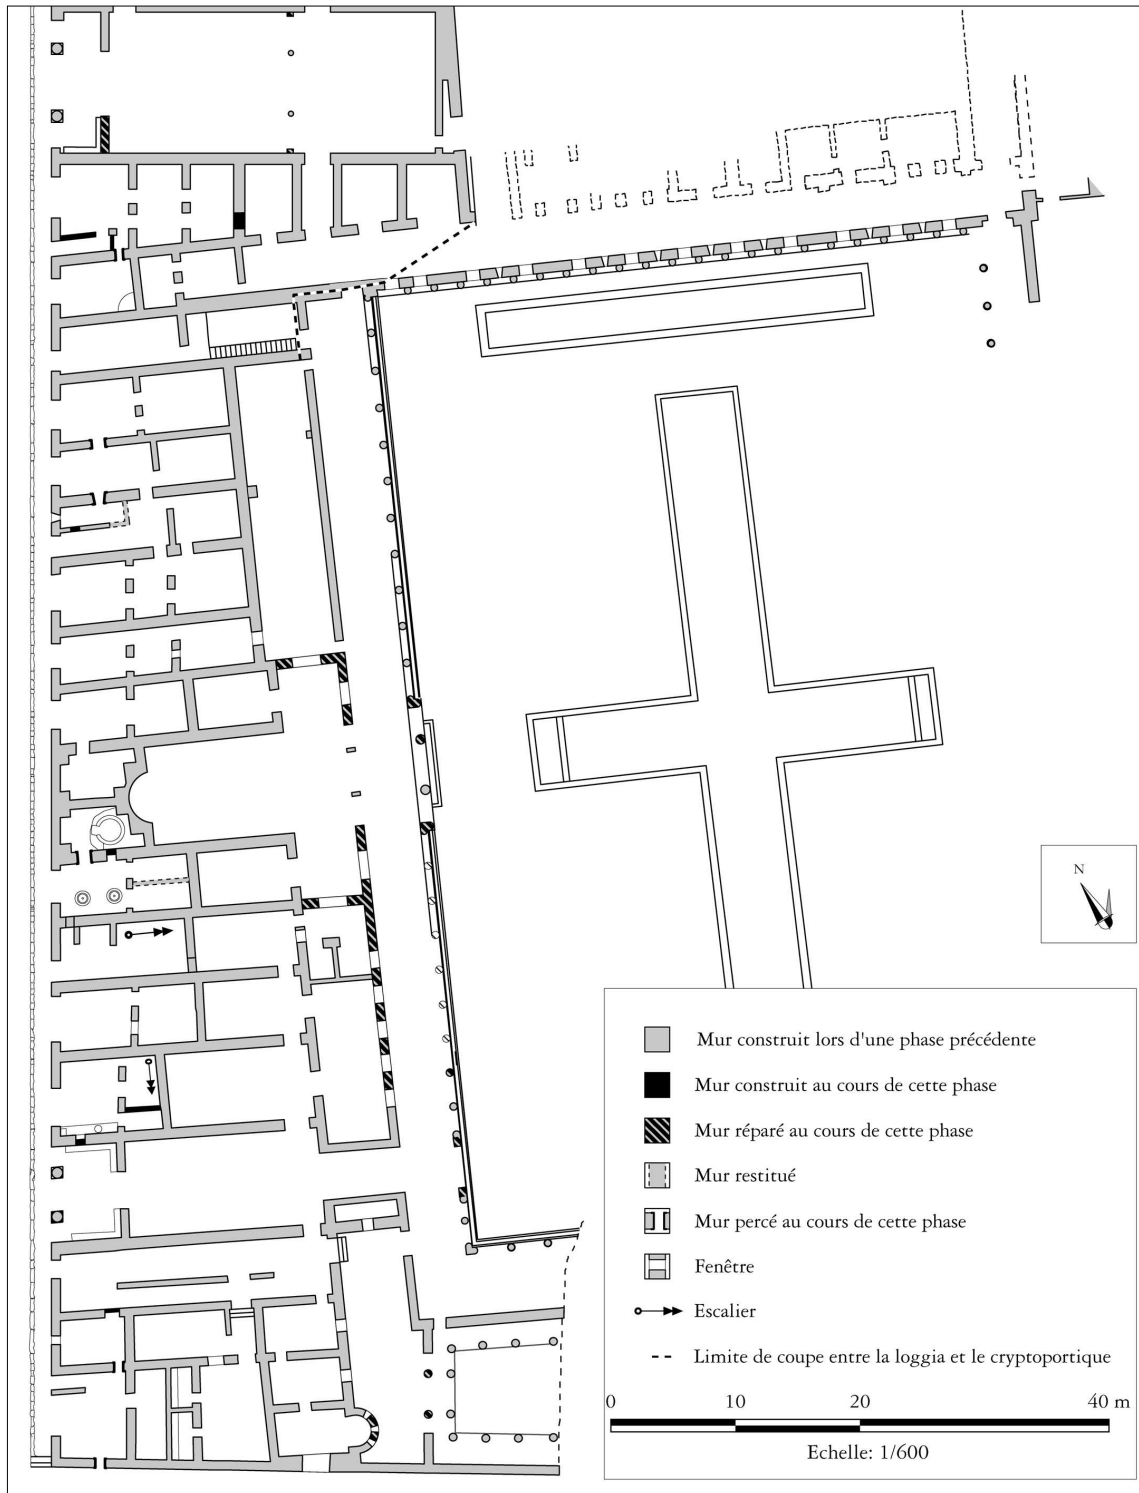 N
Mur construit lors d'une phase précédente
Mur construit au cours de cette phase
Mur réparé au cours de cette phase
Mur restitué
Mur percé au cours de cette phase
Fenêtre
Escalier
Limite de coupe entre la loggia et le cryptoportique
0 10 20 40 m
Echelle: 1/600